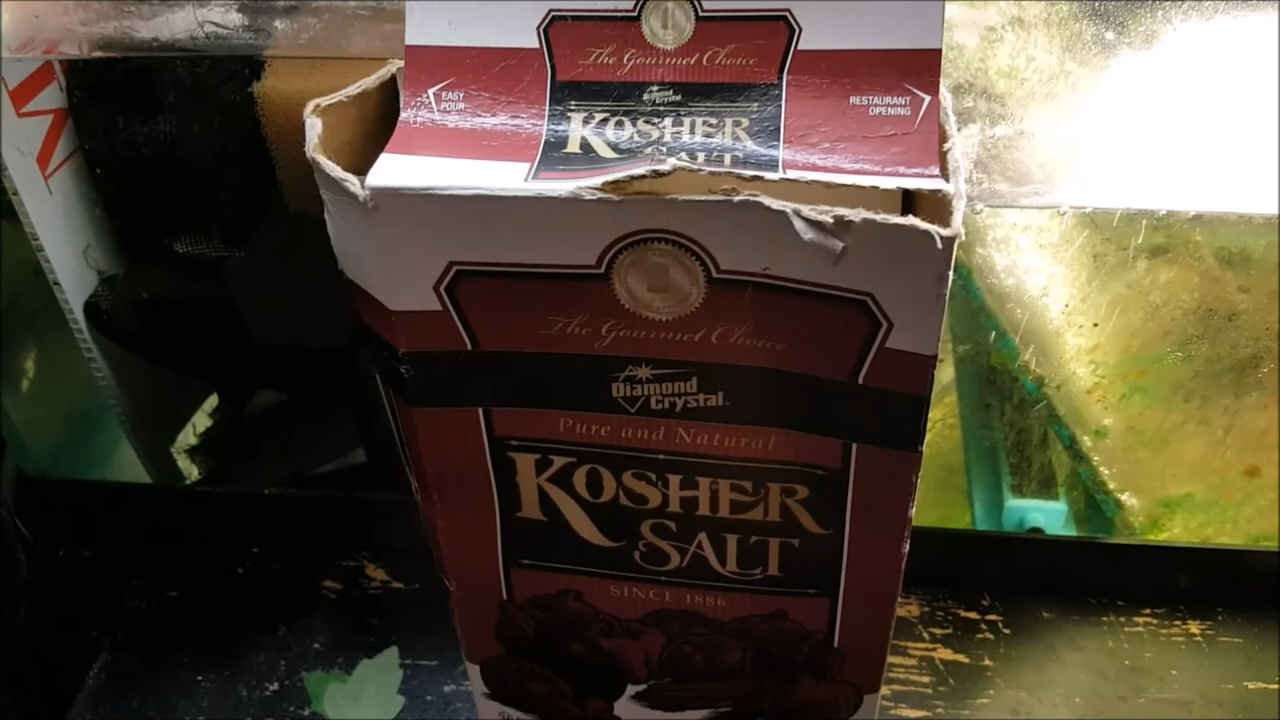 The Gourmet Choice
EASY
POUR
RESTAURANT
OPENING
Diamond
Crystal
KOSHER
SALT
The Gourmet Choice
Diamond
Crystal
Pure and Natural
KOSHER
SALT
SINCE 1886